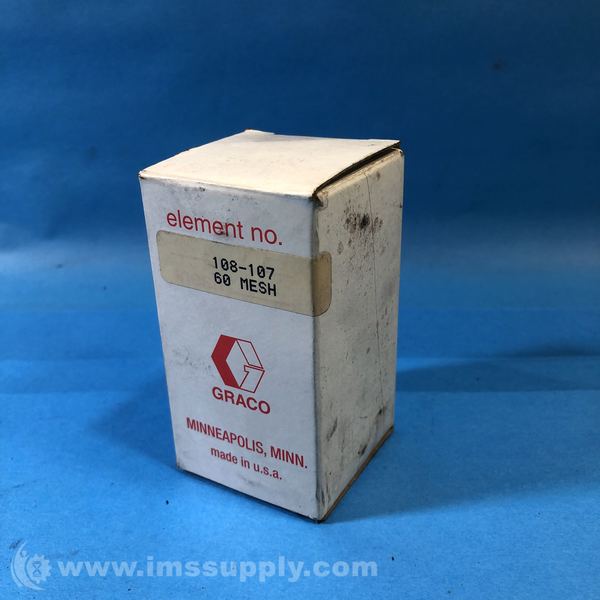 element no.
108-107
60 MESH
GRACO
MINNEAPOLIS, MINN.
made in u.s.a.
www.imssupply.com